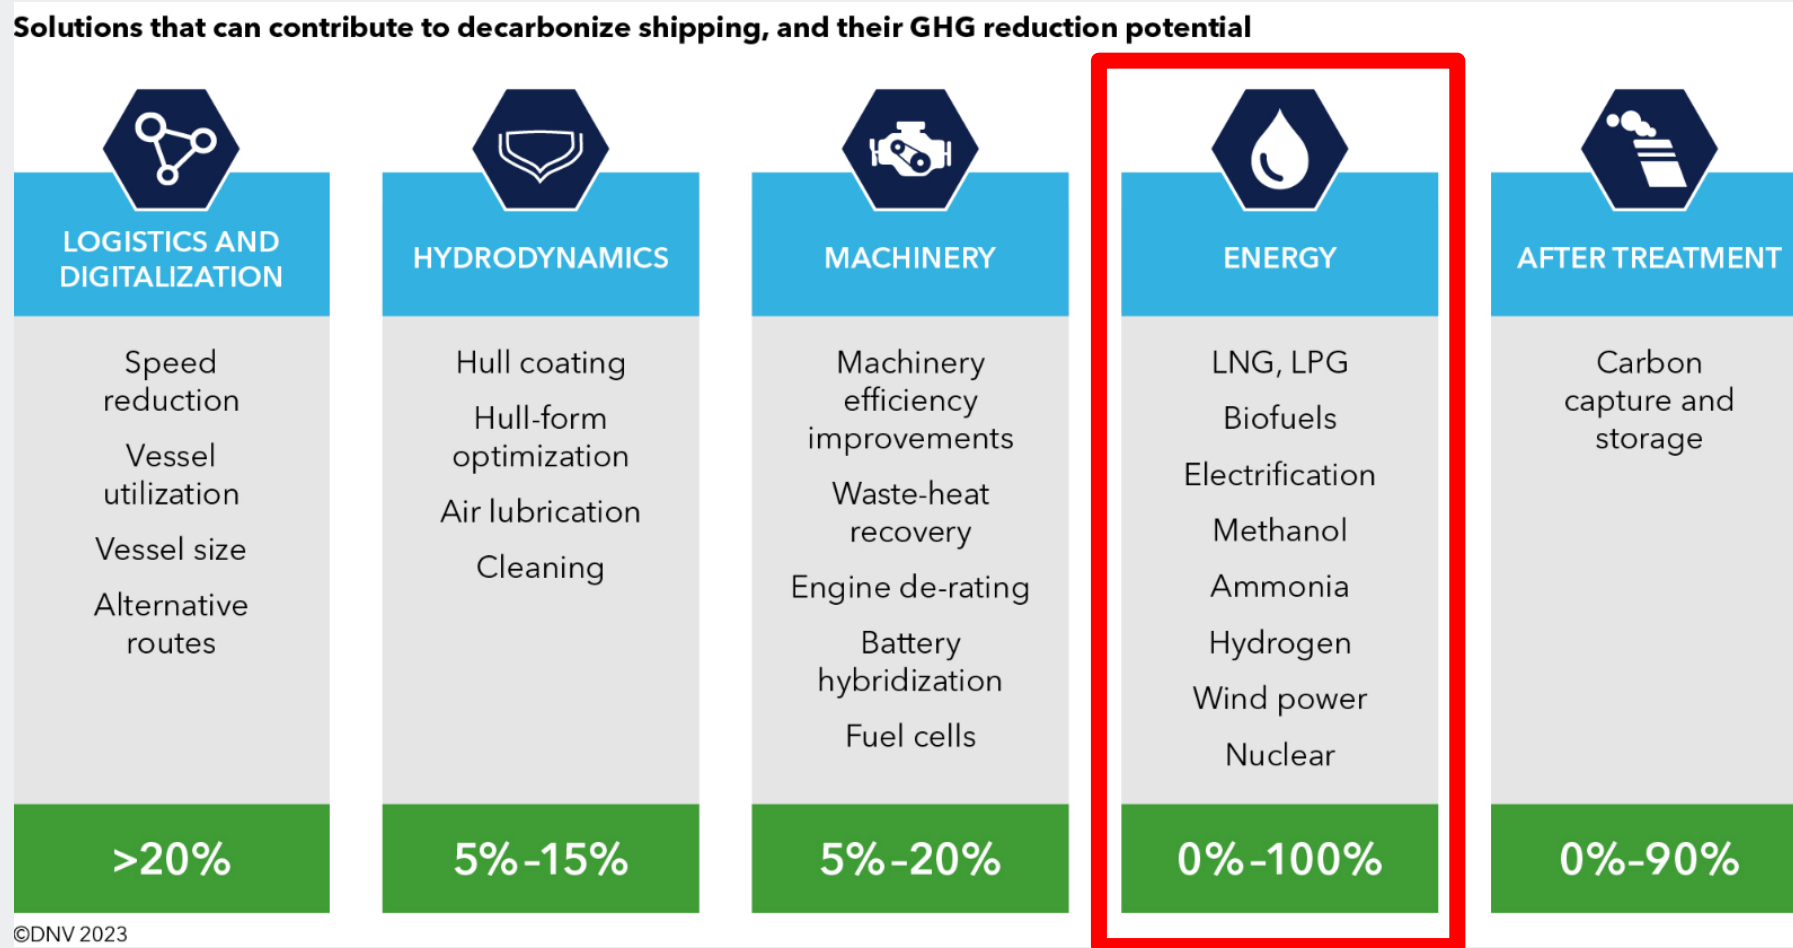 Solutions that can contribute to decarbonize shipping, and their GHG reduction potential
LOGISTICS AND
DIGITALIZATION
Speed
reduction
Vessel
utilization
Vessel size
Alternative
routes
>20%
HYDRODYNAMICS
Hull coating
Hull-form
optimization
Air lubrication
Cleaning
5%–15%
MACHINERY
Machinery
efficiency
improvements
Waste-heat
recovery
Engine de-rating
Battery
hybridization
Fuel cells
5%–20%
ENERGY
LNG, LPG
Biofuels
Electrification
Methanol
Ammonia
Hydrogen
Wind power
Nuclear
0%–100%
AFTER TREATMENT
Carbon
capture and
storage
0%–90%
©DNV 2023